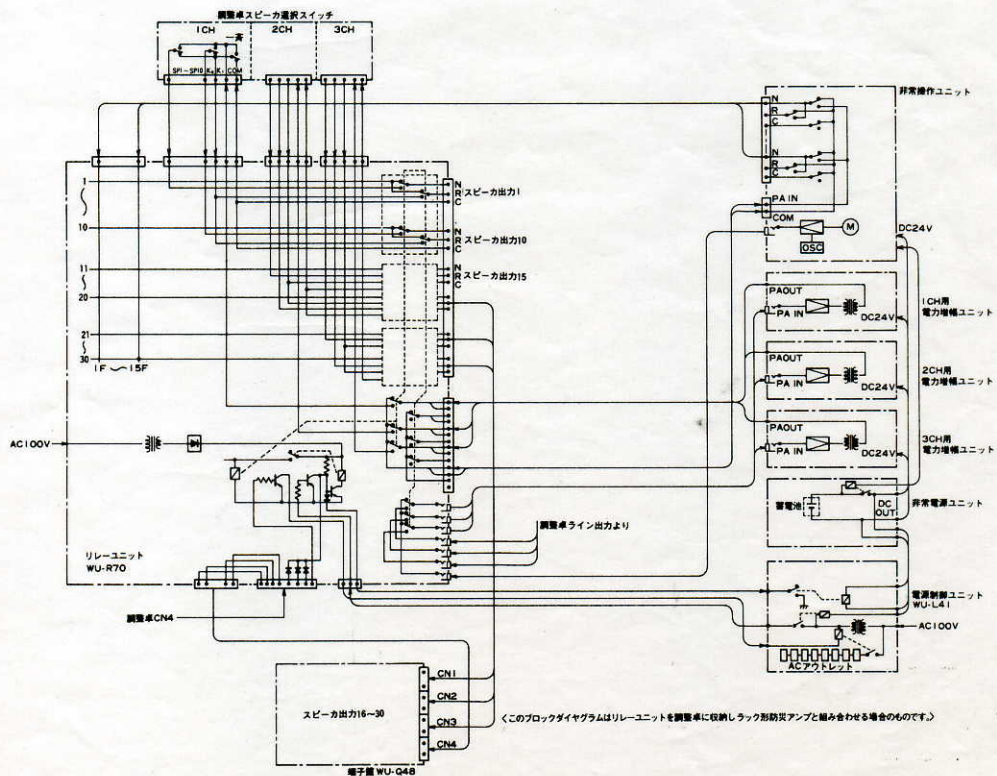 調整卓スピーカ選択スイッチ
1CH 2CH 3CH
一斉
SP1-SP10 K₂ K₁ COM
非常操作ユニット
N
R
C
N
R
C
PA IN
COM
M
OSC
DC24V
1
10
11
20
21
30
1F 〜 15F
N
R スピーカ出力1
C
N
R スピーカ出力10
C
N
R スピーカ出力15
C
PAOUT
PA IN
DC24V
1CH用
電力増幅ユニット
PAOUT
PA IN
DC24V
2CH用
電力増幅ユニット
PAOUT
PA IN
DC24V
3CH用
電力増幅ユニット
AC100V
蓄電池
DC
OUT
非常電源ユニット
調整卓ライン出力より
リレーユニット
WU-R70
調整卓CN4
電源制御ユニット
WU-L41
AC100V
ACアウトレット
スピーカ出力16〜30
CN1
CN2
CN3
CN4
端子盤 WU-Q48
〈このブロックダイヤグラムはリレーユニットを調整卓に収納しラック形防災アンプと組み合わせる場合のものです。〉